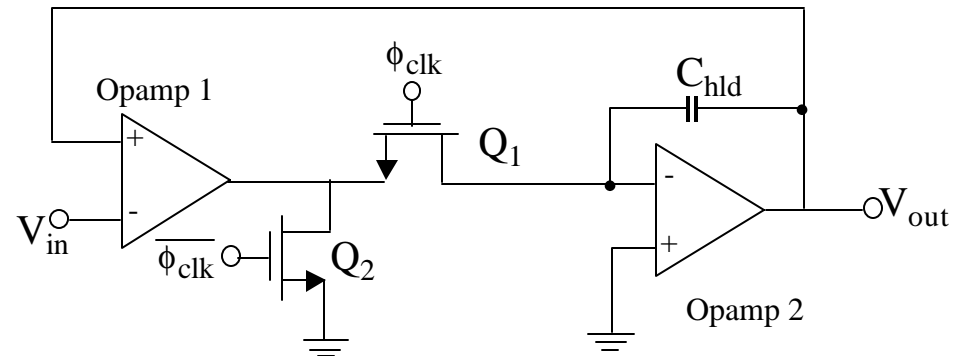 ϕclk
Chld
Opamp 1
+
Q1
-
Vin
-
Vout
ϕclk
Q2
+
Opamp 2